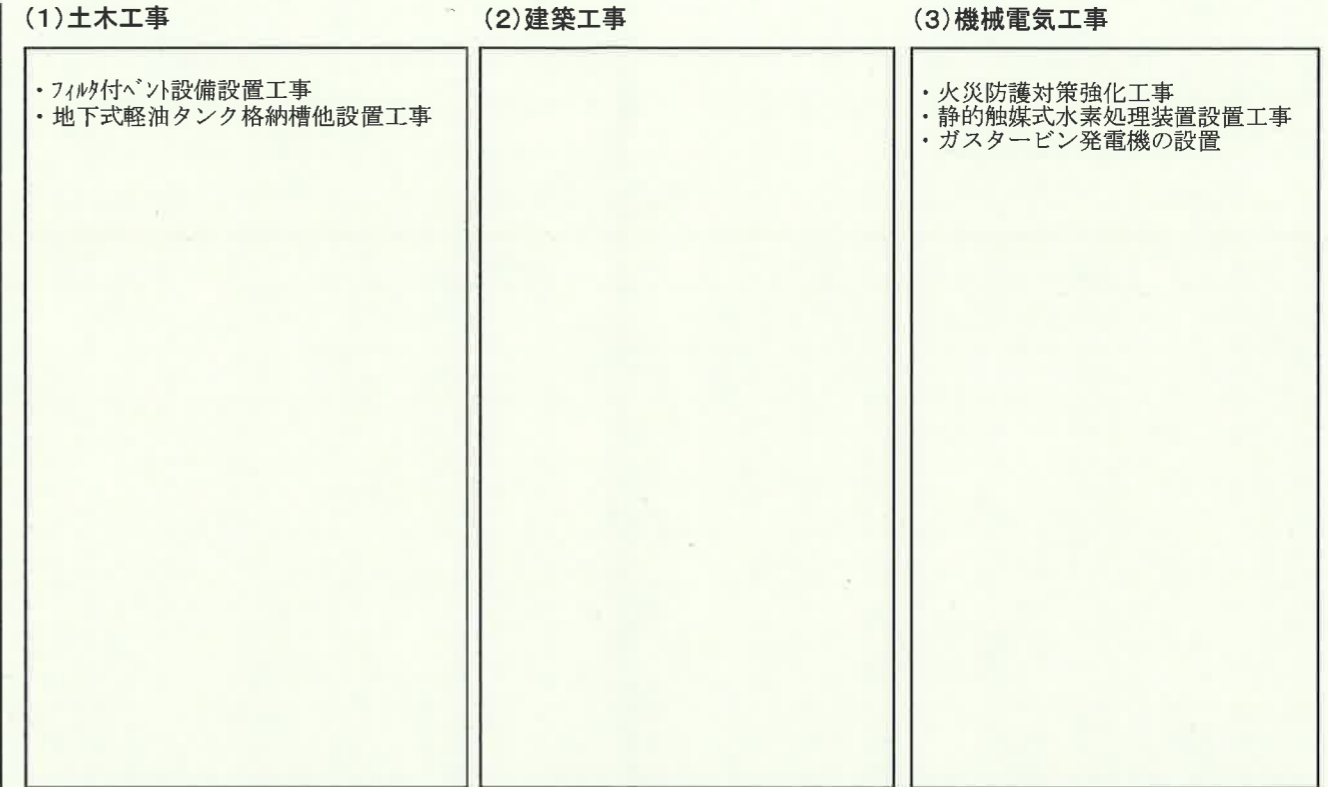 (1)土木工事
・フィルタ付ベント設備設置工事
・地下式軽油タンク格納槽他設置工事
(2)建築工事
(3)機械電気工事
・火災防護対策強化工事
・静的触媒式水素処理装置設置工事
・ガスタービン発電機の設置